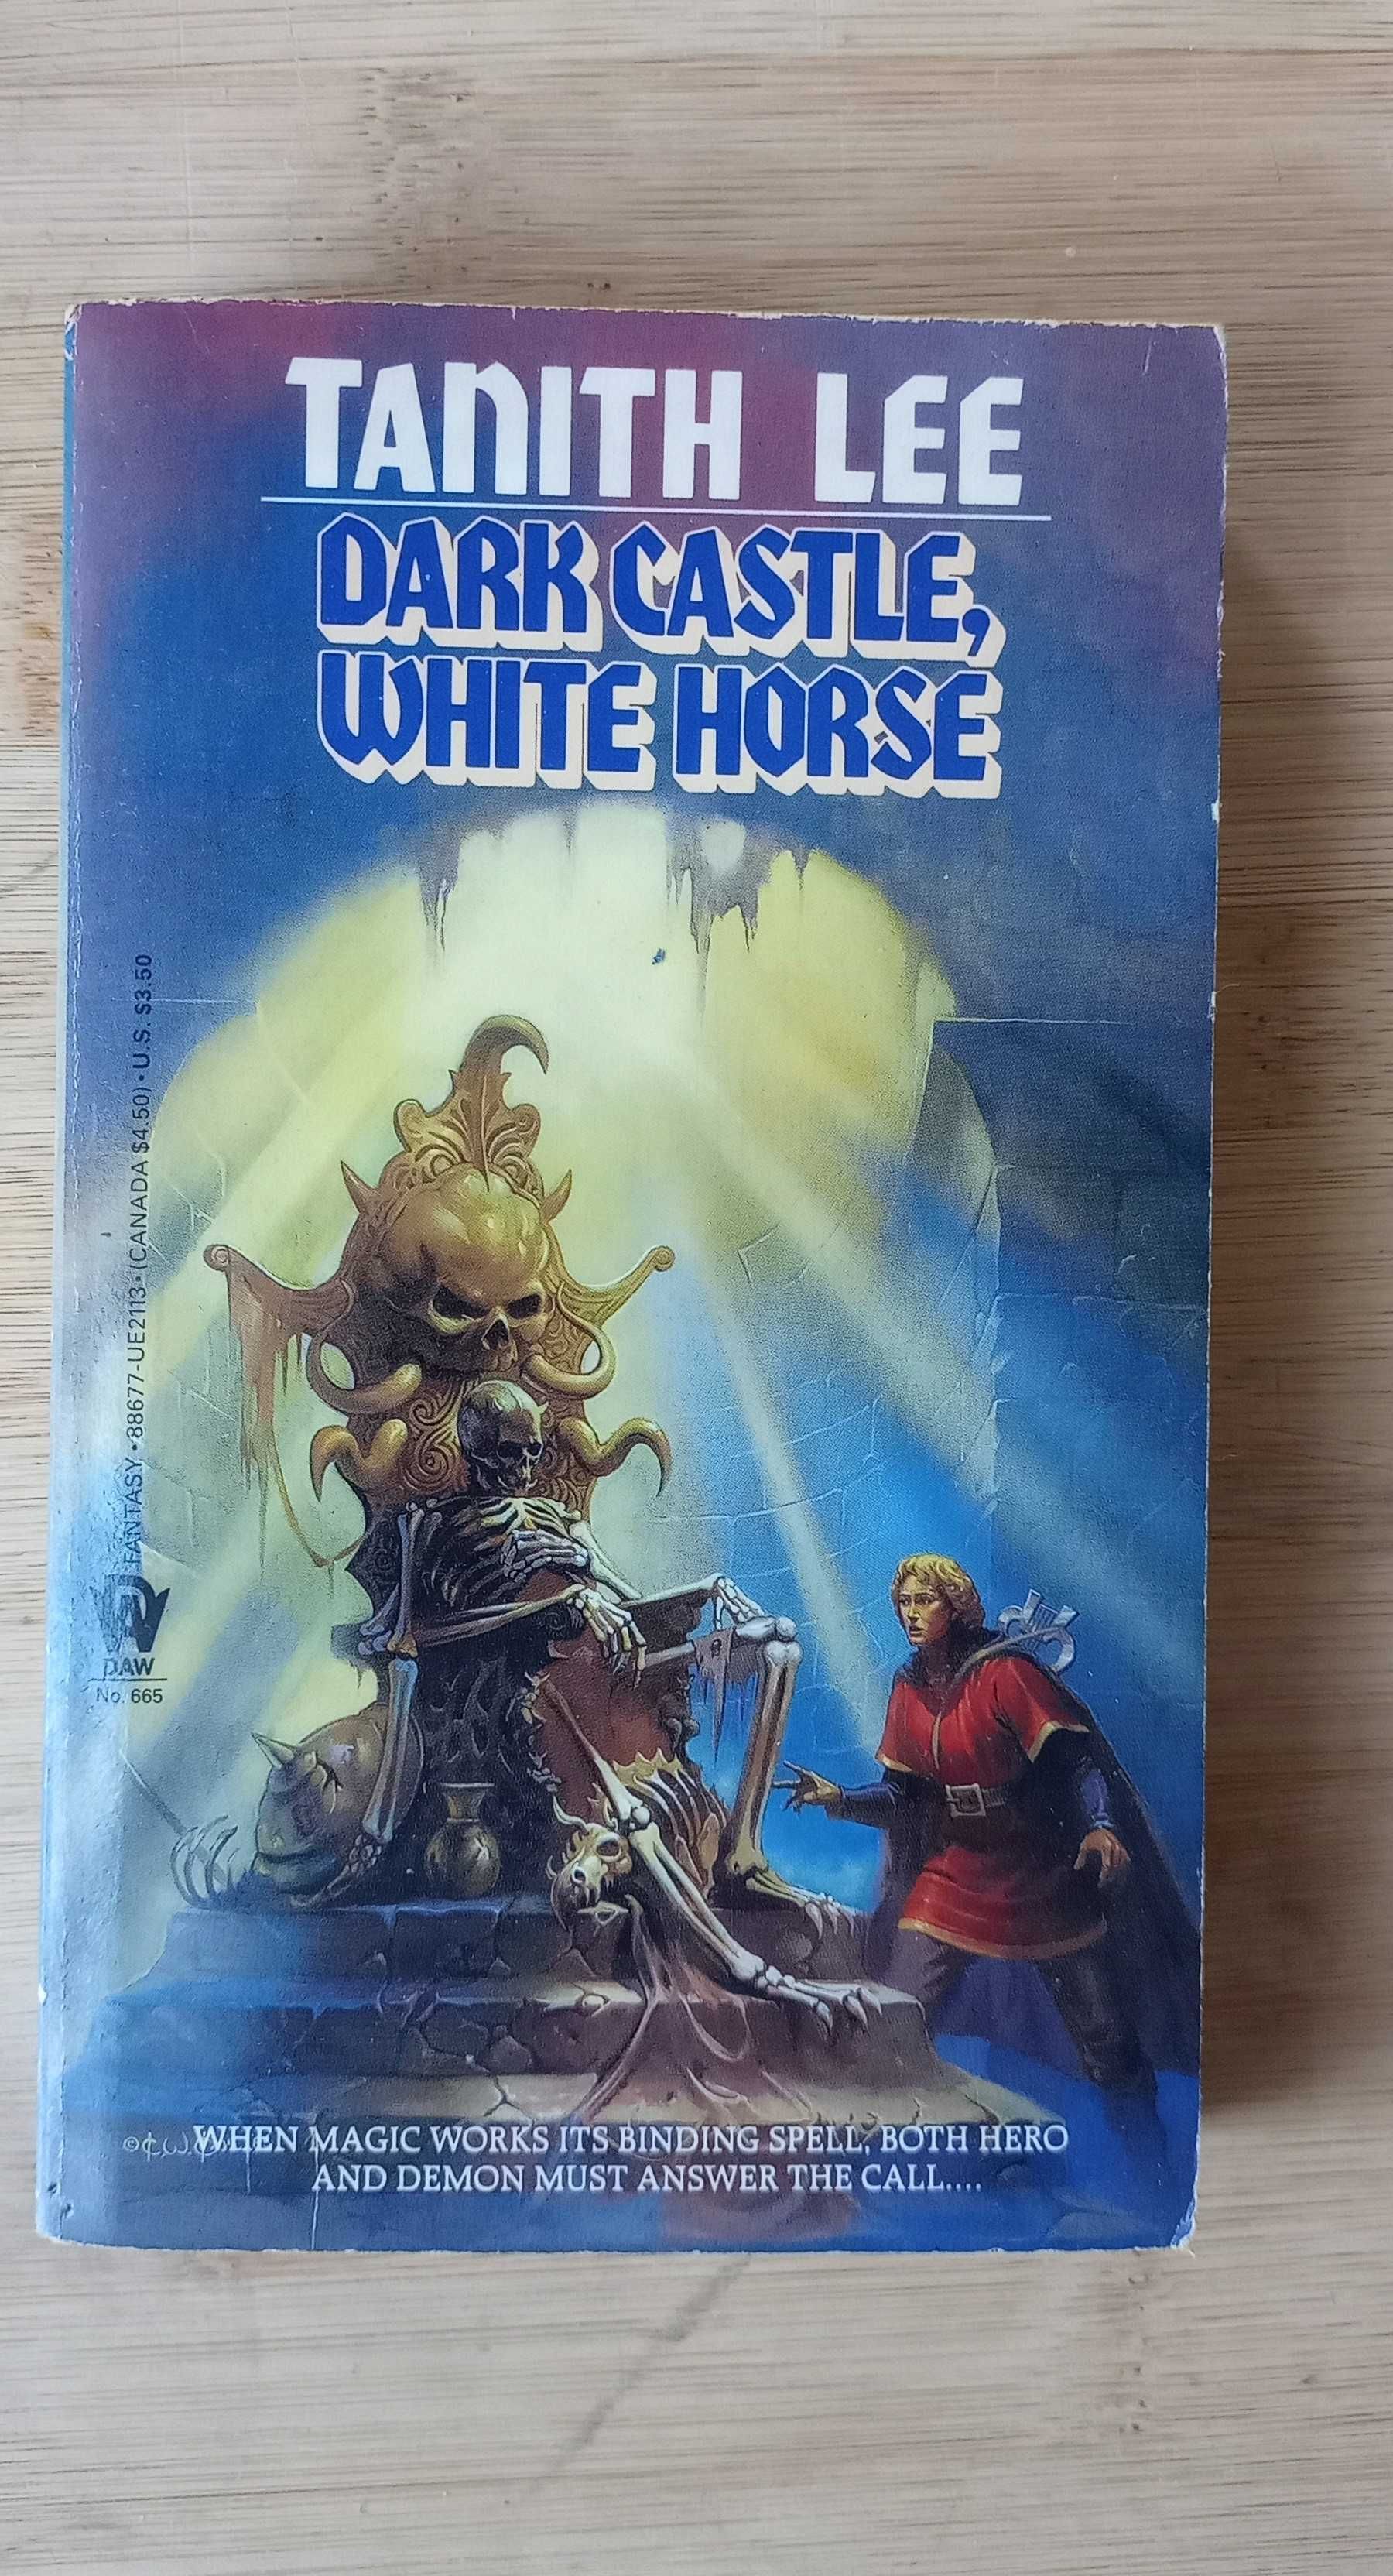 TANITH LEE
DARK CASTLE,
WHITE HORSE
FANTASY • 88677-UE2113 • (CANADA $4.50) • U.S. $3.50
DAW
No. 665
WHEN MAGIC WORKS ITS BINDING SPELL, BOTH HERO
AND DEMON MUST ANSWER THE CALL....